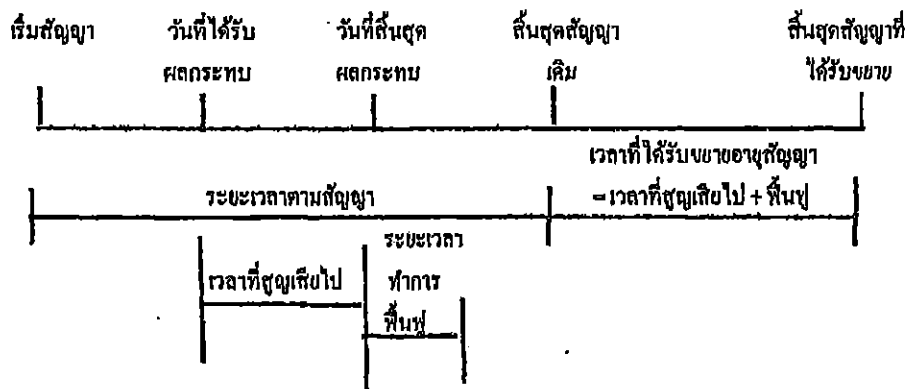 เริ่มสัญญา
วันที่ได้รับ
ผลกระทบ
วันที่สิ้นสุด
ผลกระทบ
สิ้นสุดสัญญา
เดิม
สิ้นสุดสัญญาที่
ได้รับขยาย
เวลาที่ได้รับขยายอายุสัญญา
= เวลาที่สูญเสียไป + ฟื้นฟู
ระยะเวลาตามสัญญา
ระยะเวลา
ทำการ
ฟื้นฟู
เวลาที่สูญเสียไป